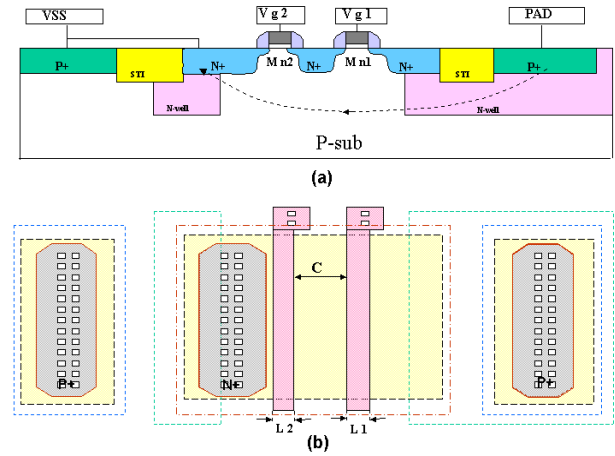 VSS
V g 2
V g 1
PAD
P+
STI
N+
M n2
N+
M n1
N+
STI
P+
N-well
N-well
P-sub
(a)
C
P+
N+
P+
L 2
L 1
(b)